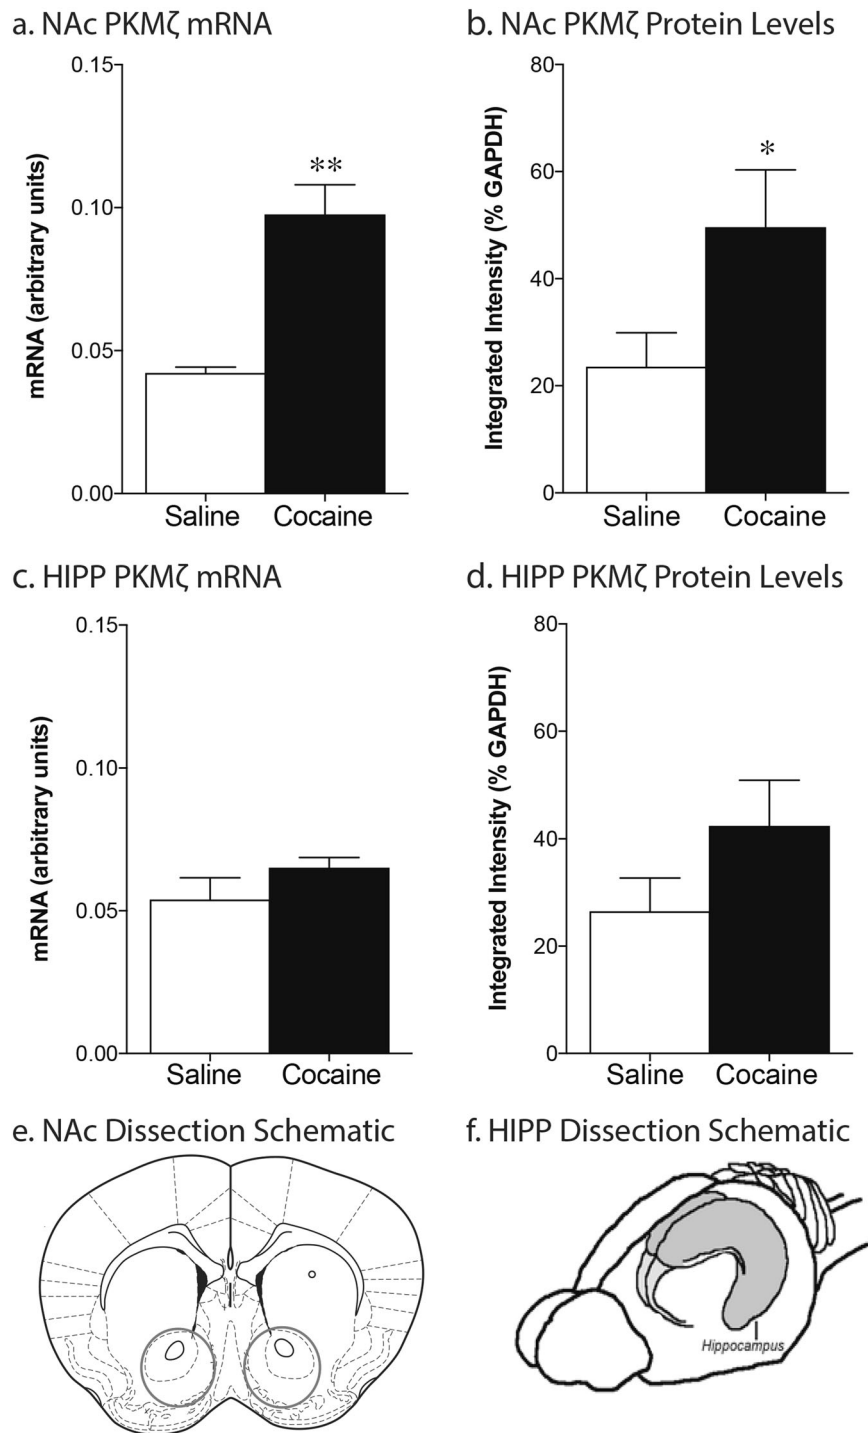 a. NAc PKMζ mRNA
mRNA (arbitrary units)
0.15
0.10
0.05
0.00
**
Saline Cocaine
b. NAc PKMζ Protein Levels
Integrated Intensity (% GAPDH)
80
60
40
20
0
*
Saline Cocaine
c. HIPP PKMζ mRNA
mRNA (arbitrary units)
0.15
0.10
0.05
0.00
Saline Cocaine
d. HIPP PKMζ Protein Levels
Integrated Intensity (% GAPDH)
80
60
40
20
0
Saline Cocaine
e. NAc Dissection Schematic
f. HIPP Dissection Schematic
Hippocampus